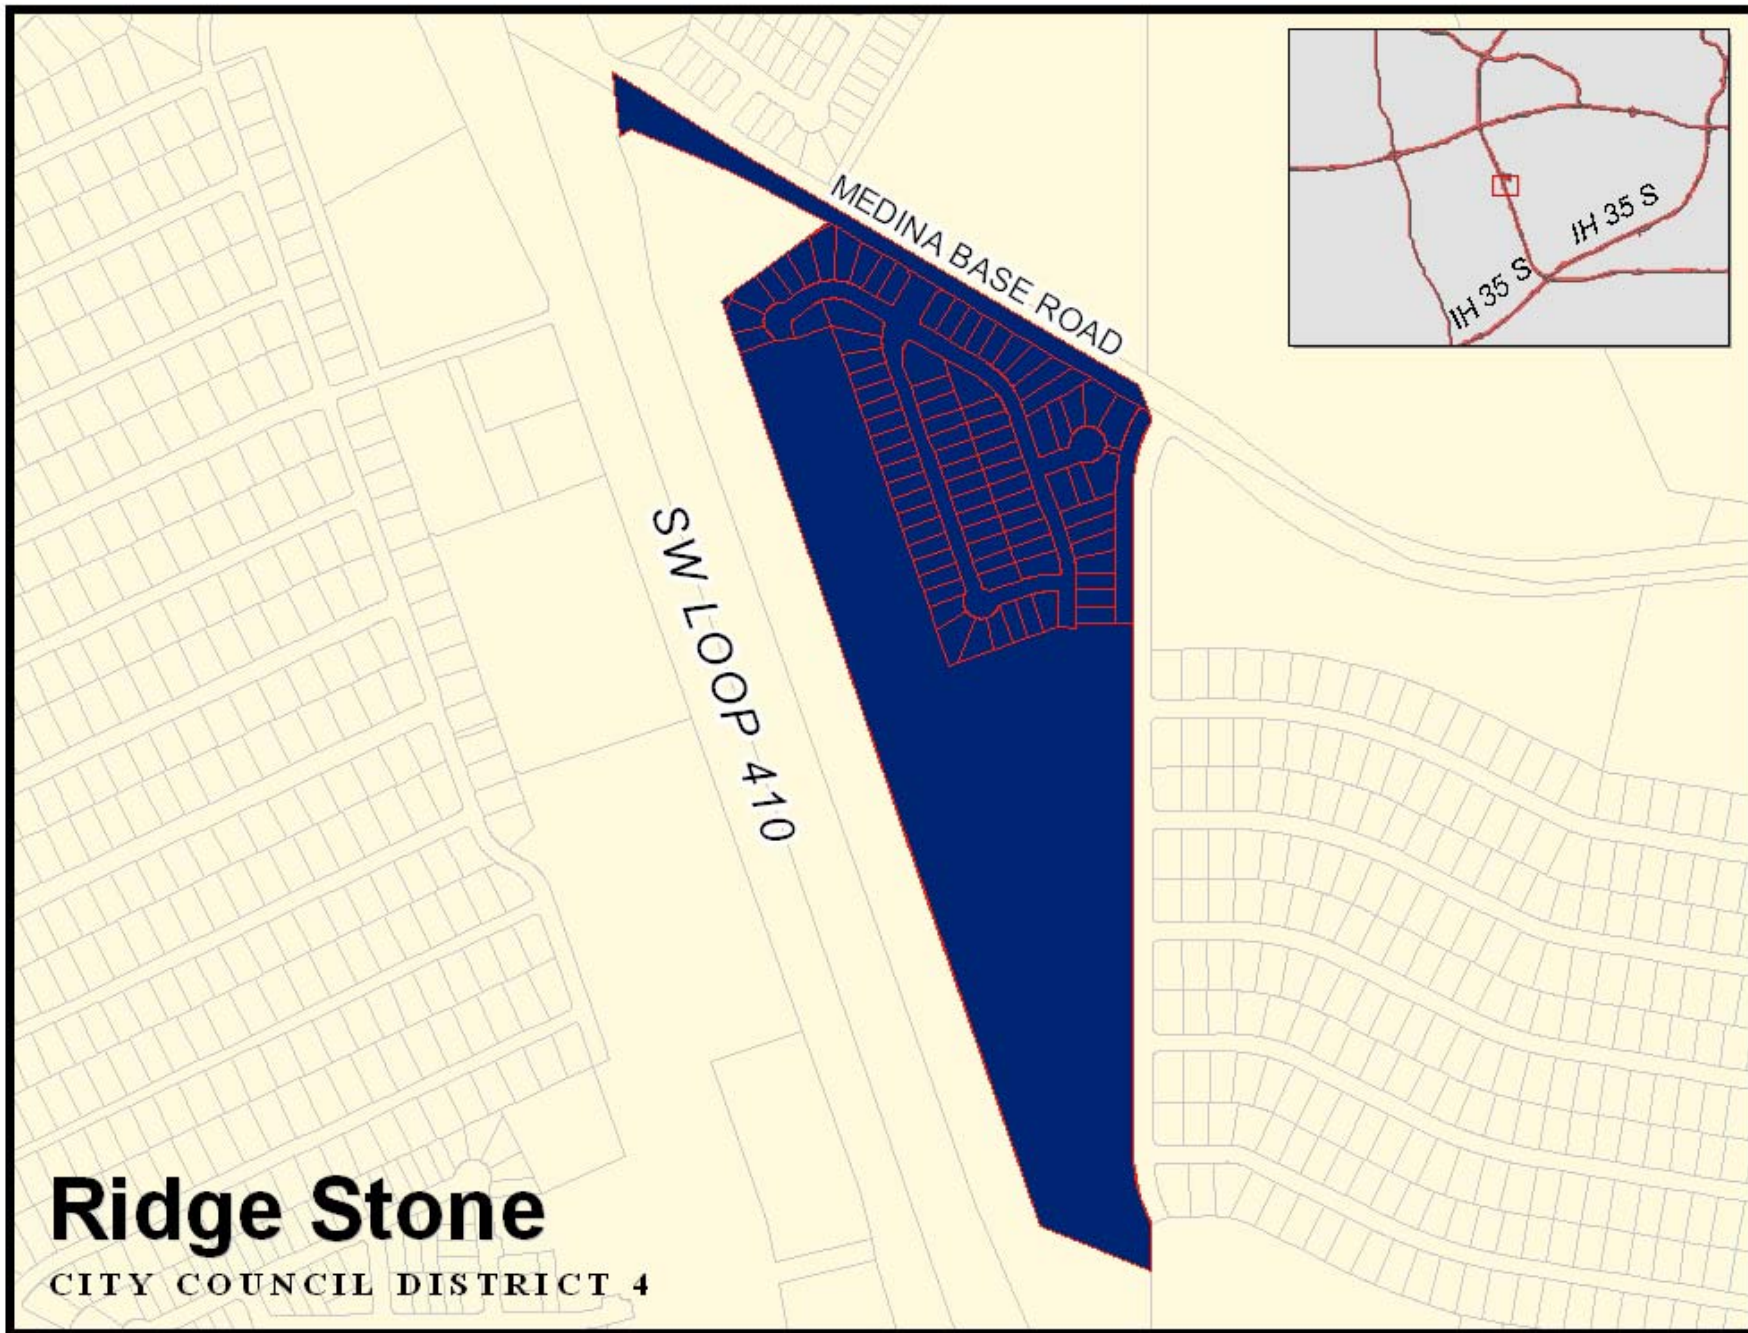 MEDINA BASE ROAD
IH 35 S
IH 35 S
SW LOOP 410
Ridge Stone
CITY COUNCIL DISTRICT 4